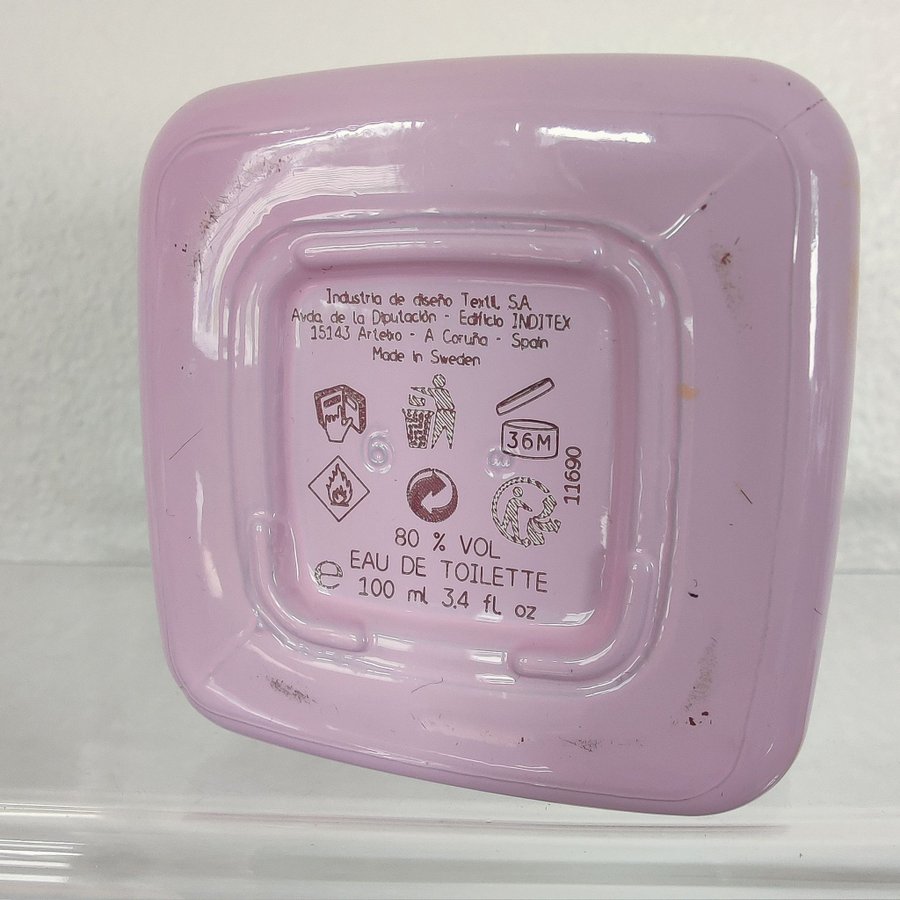 Industria de diseño Textil, S.A.
Avda. de la Diputación - Edificio INDITEX
15143 Arteixo - A Coruña - Spain
Made in Sweden
36M
11690
80 % VOL
e EAU DE TOILETTE
100 ml 3.4 fl. oz